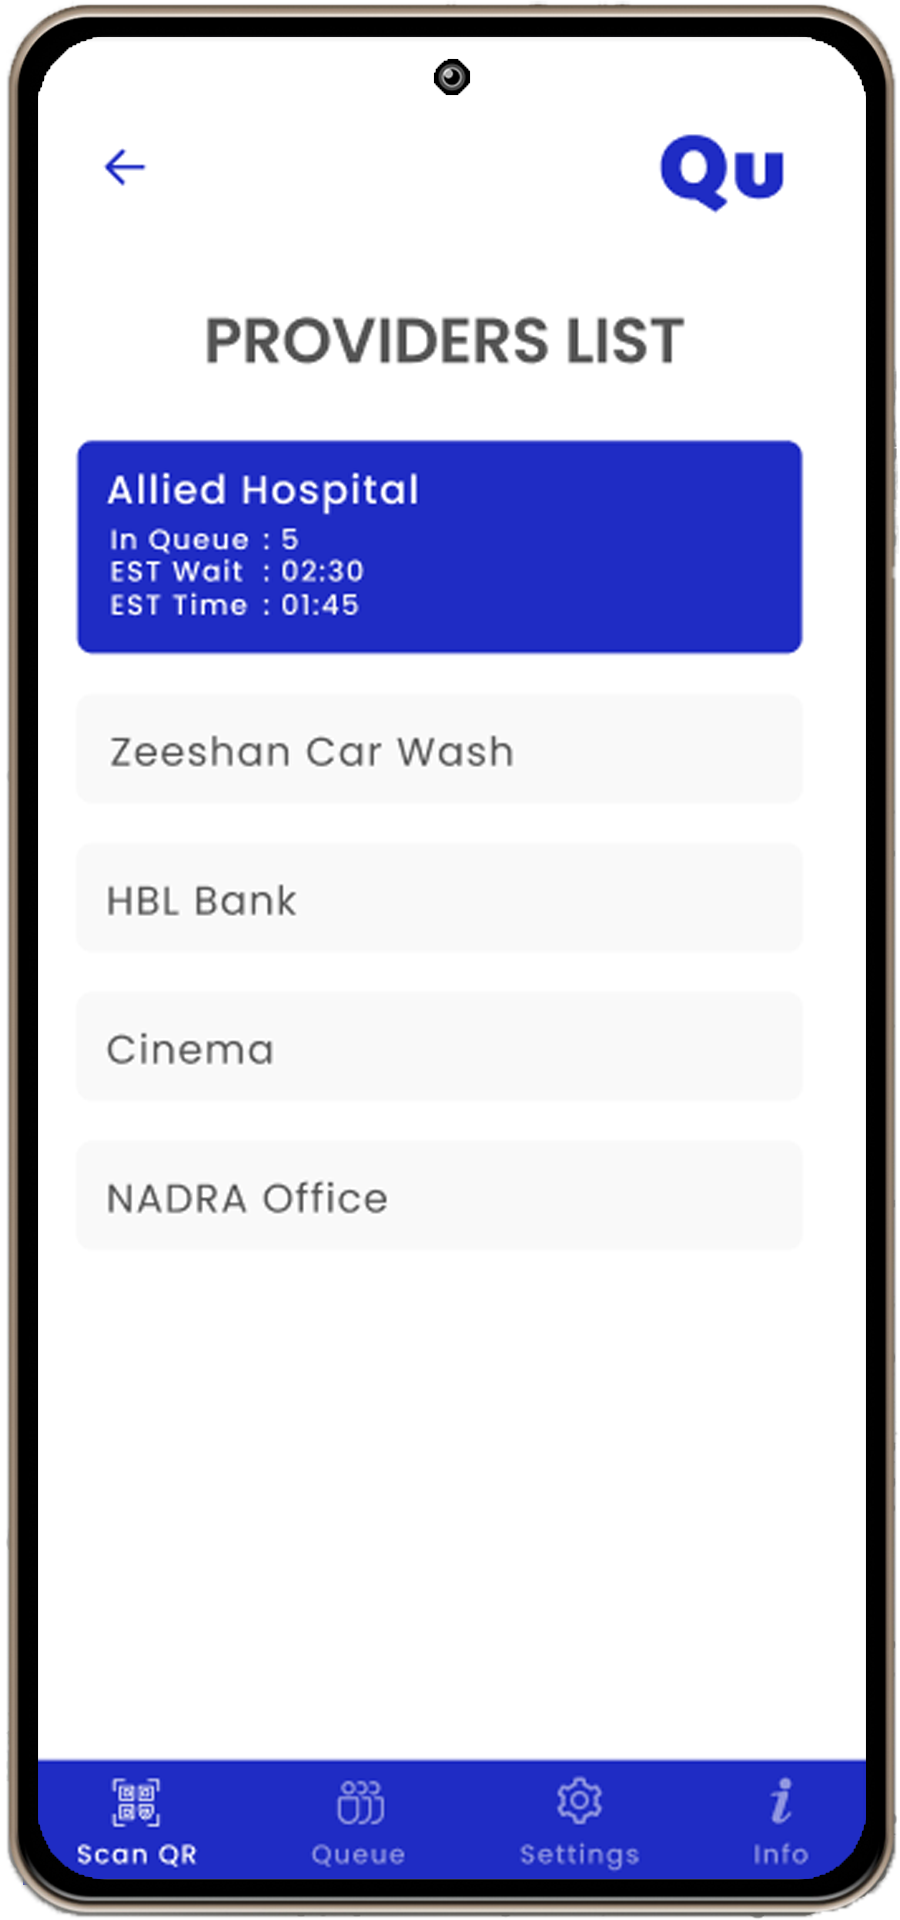 Qu
PROVIDERS LIST
Allied Hospital
In Queue : 5
EST Wait : 02:30
EST Time : 01:45
Zeeshan Car Wash
HBL Bank
Cinema
NADRA Office
Scan QR Queue Settings Info